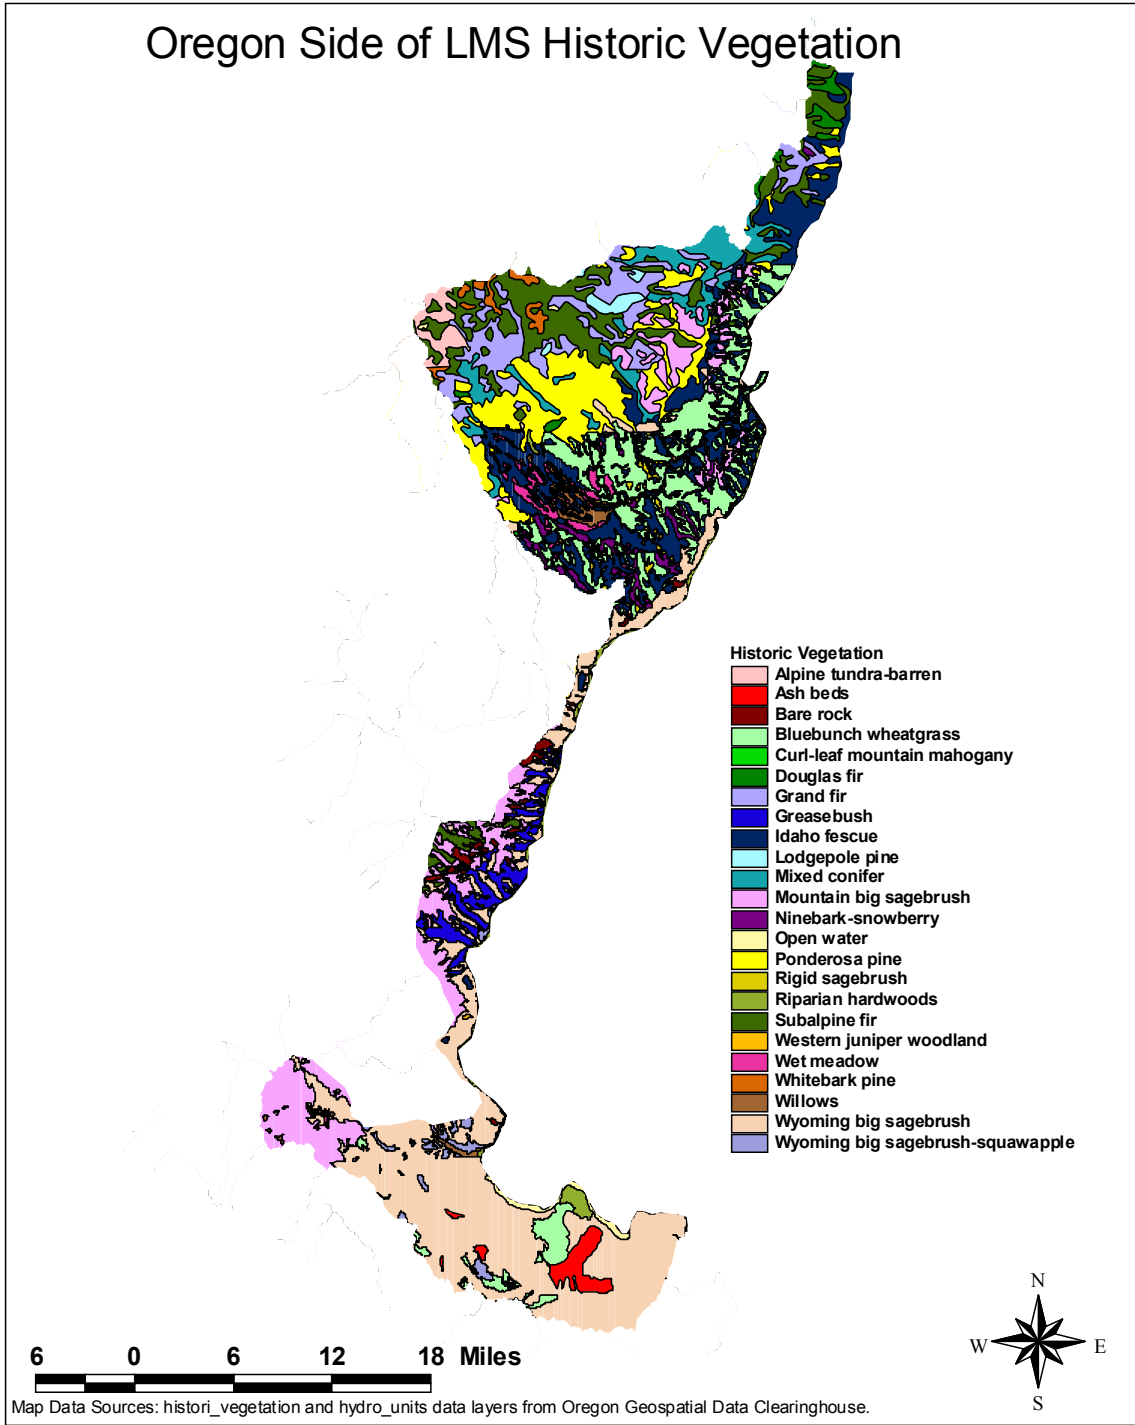 Oregon Side of LMS Historic Vegetation
Historic Vegetation
Alpine tundra-barren
Ash beds
Bare rock
Bluebunch wheatgrass
Curl-leaf mountain mahogany
Douglas fir
Grand fir
Greasebush
Idaho fescue
Lodgepole pine
Mixed conifer
Mountain big sagebrush
Ninebark-snowberry
Open water
Ponderosa pine
Rigid sagebrush
Riparian hardwoods
Subalpine fir
Western juniper woodland
Wet meadow
Whitebark pine
Willows
Wyoming big sagebrush
Wyoming big sagebrush-squawapple
N
W E
S
6 0 6 12 18 Miles
Map Data Sources: histori_vegetation and hydro_units data layers from Oregon Geospatial Data Clearinghouse.